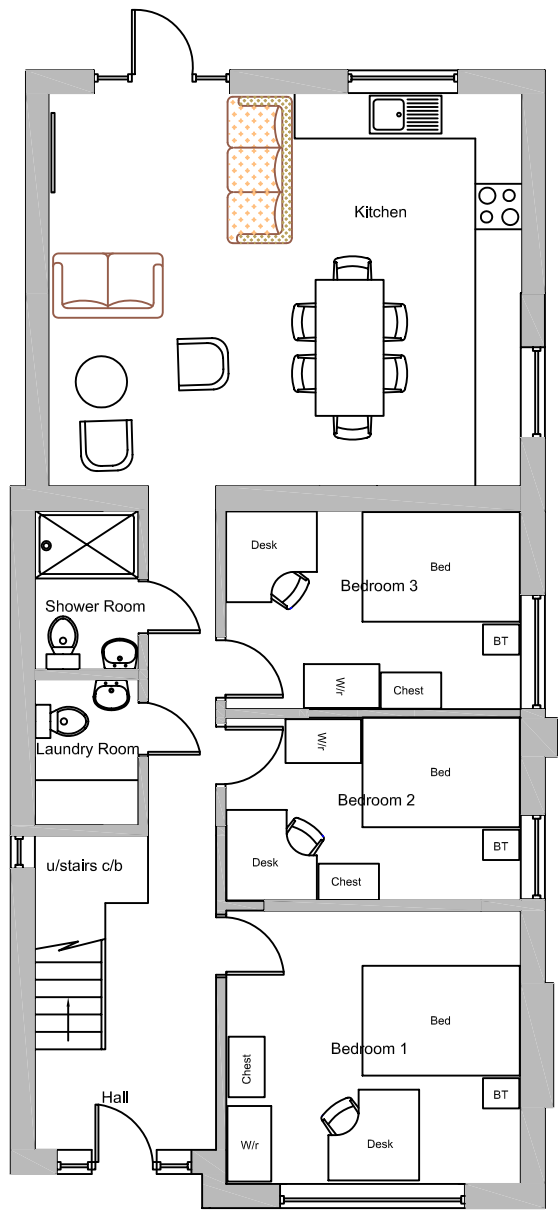 Kitchen
Desk
Bed
Bedroom 3
Shower Room
BT
W/r
Chest
W/r
Laundry Room
Bed
Bedroom 2
BT
u/stairs c/b
Desk
Chest
Bed
Bedroom 1
Chest
BT
Hall
W/r
Desk